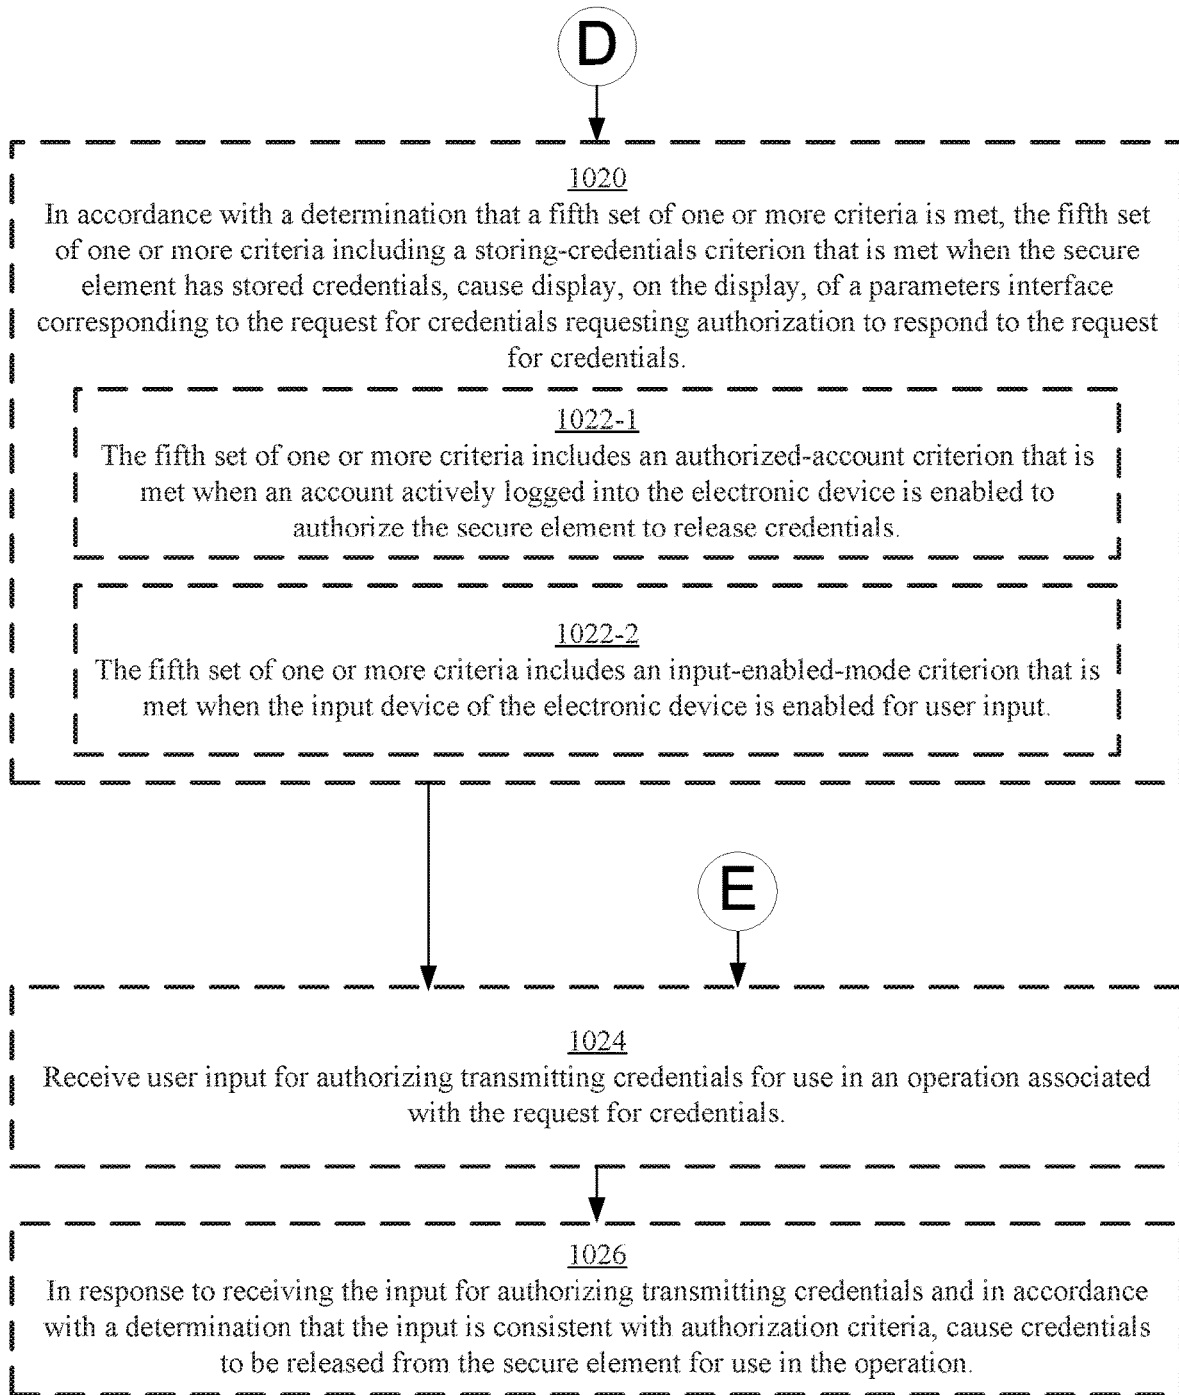 D
1020
In accordance with a determination that a fifth set of one or more criteria is met, the fifth set
of one or more criteria including a storing-credentials criterion that is met when the secure
element has stored credentials, cause display, on the display, of a parameters interface
corresponding to the request for credentials requesting authorization to respond to the request
for credentials.
1022-1
The fifth set of one or more criteria includes an authorized-account criterion that is
met when an account actively logged into the electronic device is enabled to
authorize the secure element to release credentials.
1022-2
The fifth set of one or more criteria includes an input-enabled-mode criterion that is
met when the input device of the electronic device is enabled for user input.
E
1024
Receive user input for authorizing transmitting credentials for use in an operation associated
with the request for credentials.
1026
In response to receiving the input for authorizing transmitting credentials and in accordance
with a determination that the input is consistent with authorization criteria, cause credentials
to be released from the secure element for use in the operation.